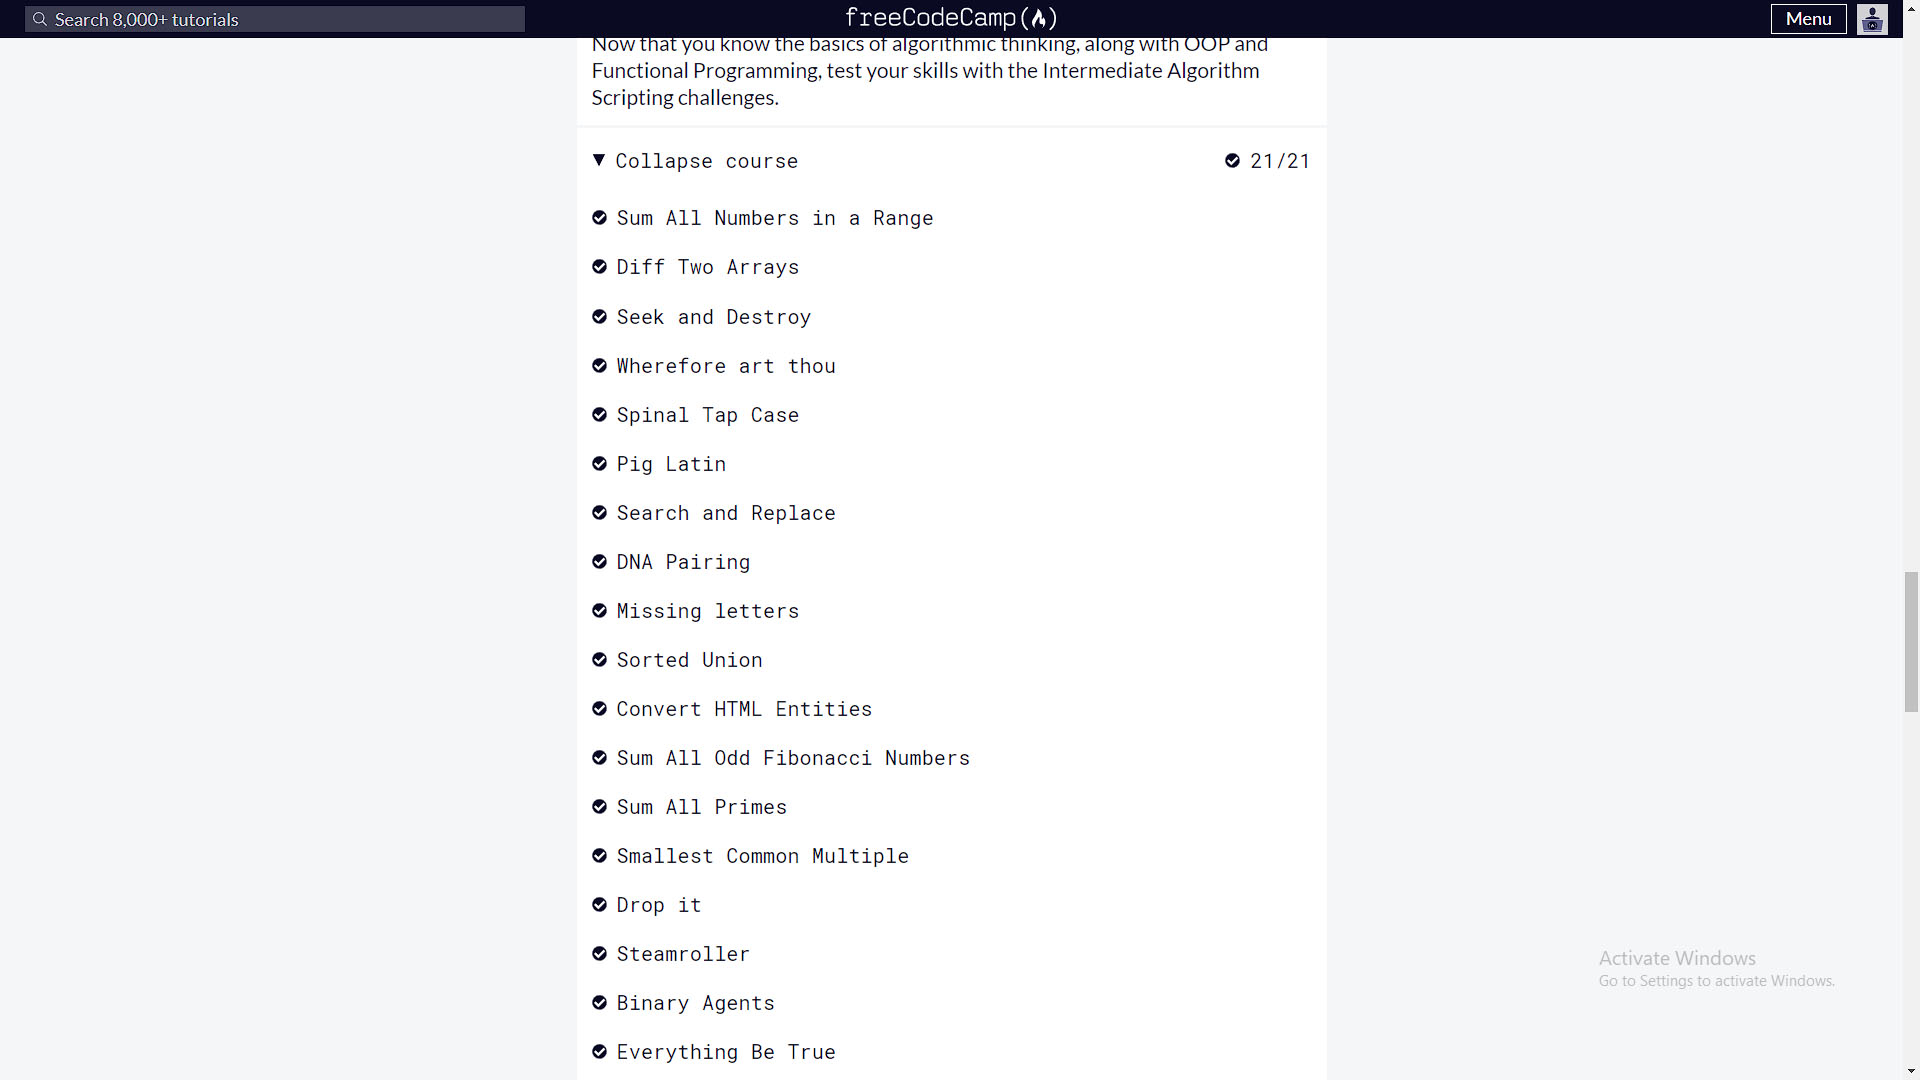 Search 8,000+ tutorials
freeCodeCamp(🔥)
Menu
Now that you know the basics of algorithmic thinking, along with OOP and
Functional Programming, test your skills with the Intermediate Algorithm
Scripting challenges.
Collapse course
21/21
Sum All Numbers in a Range
Diff Two Arrays
Seek and Destroy
Wherefore art thou
Spinal Tap Case
Pig Latin
Search and Replace
DNA Pairing
Missing letters
Sorted Union
Convert HTML Entities
Sum All Odd Fibonacci Numbers
Sum All Primes
Smallest Common Multiple
Drop it
Steamroller
Binary Agents
Everything Be True
Activate Windows
Go to Settings to activate Windows.